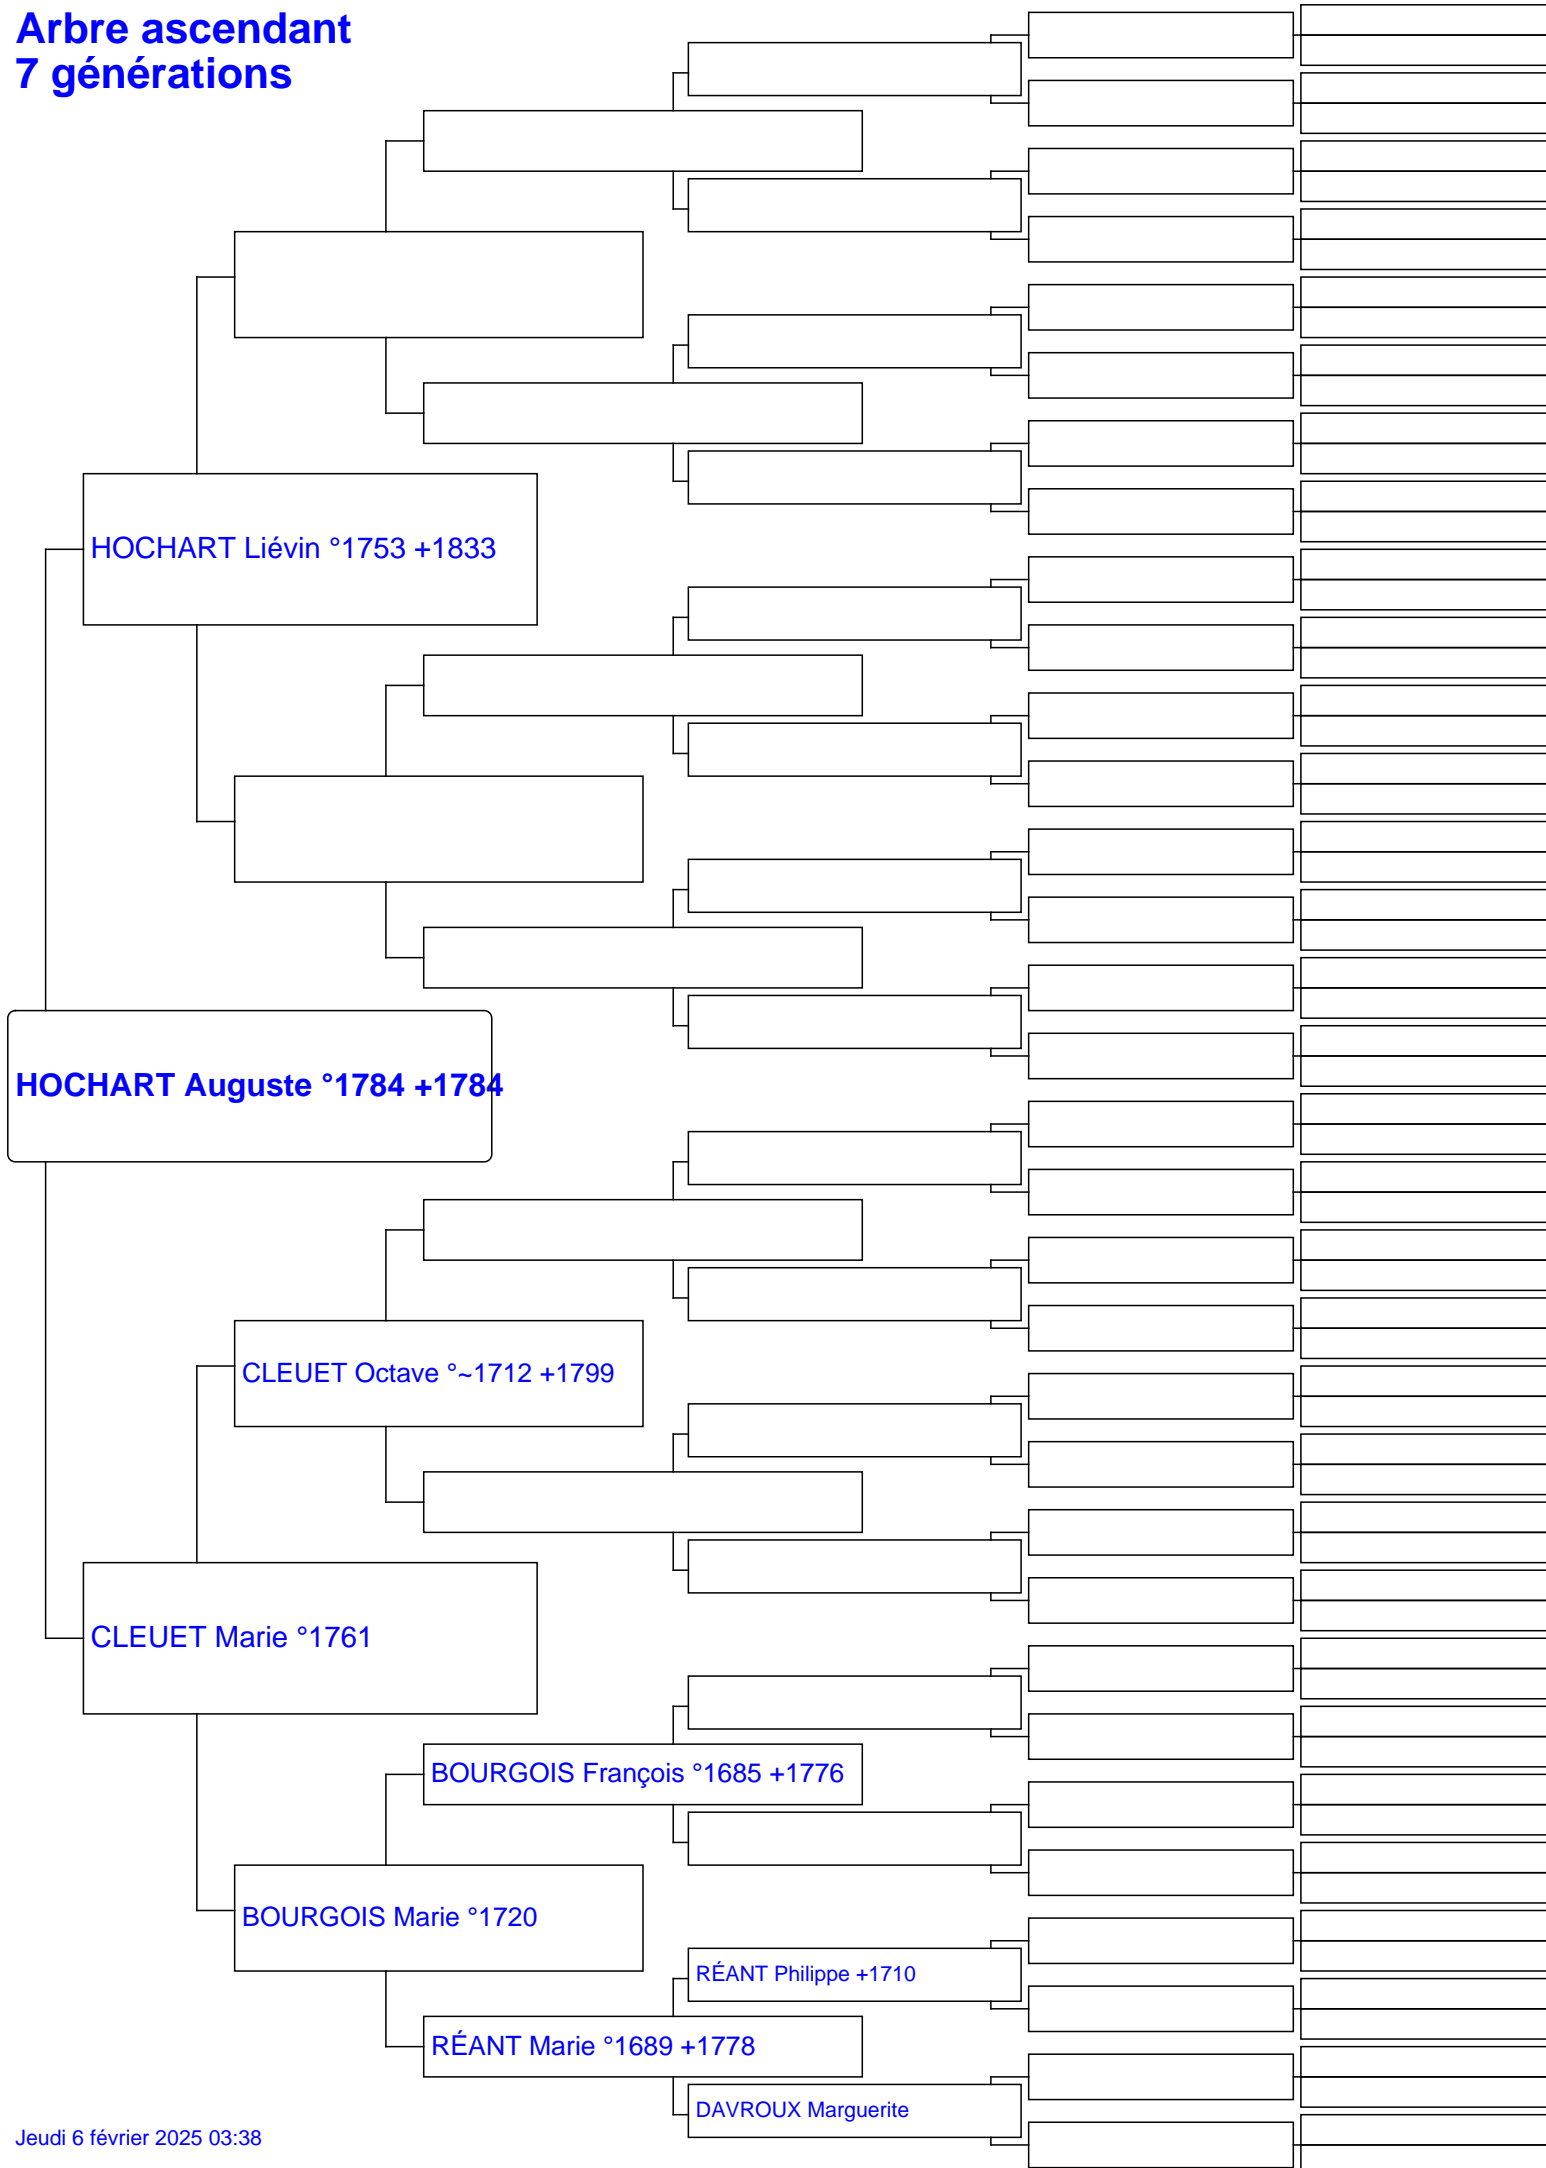 Arbre ascendant
7 générations
HOCHART Liévin °1753 +1833
HOCHART Auguste °1784 +1784
CLEUET Octave °~1712 +1799
CLEUET Marie °1761
BOURGOIS François °1685 +1776
BOURGOIS Marie °1720
RÉANT Philippe +1710
RÉANT Marie °1689 +1778
DAVROUX Marguerite
Jeudi 6 février 2025 03:38